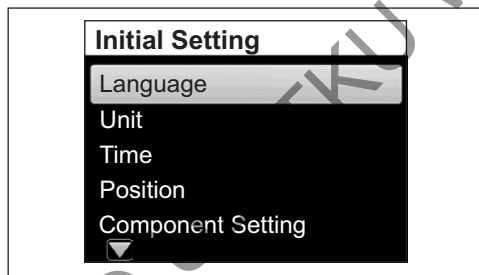 Initial Setting
Language
Unit
Time
Position
Component Setting